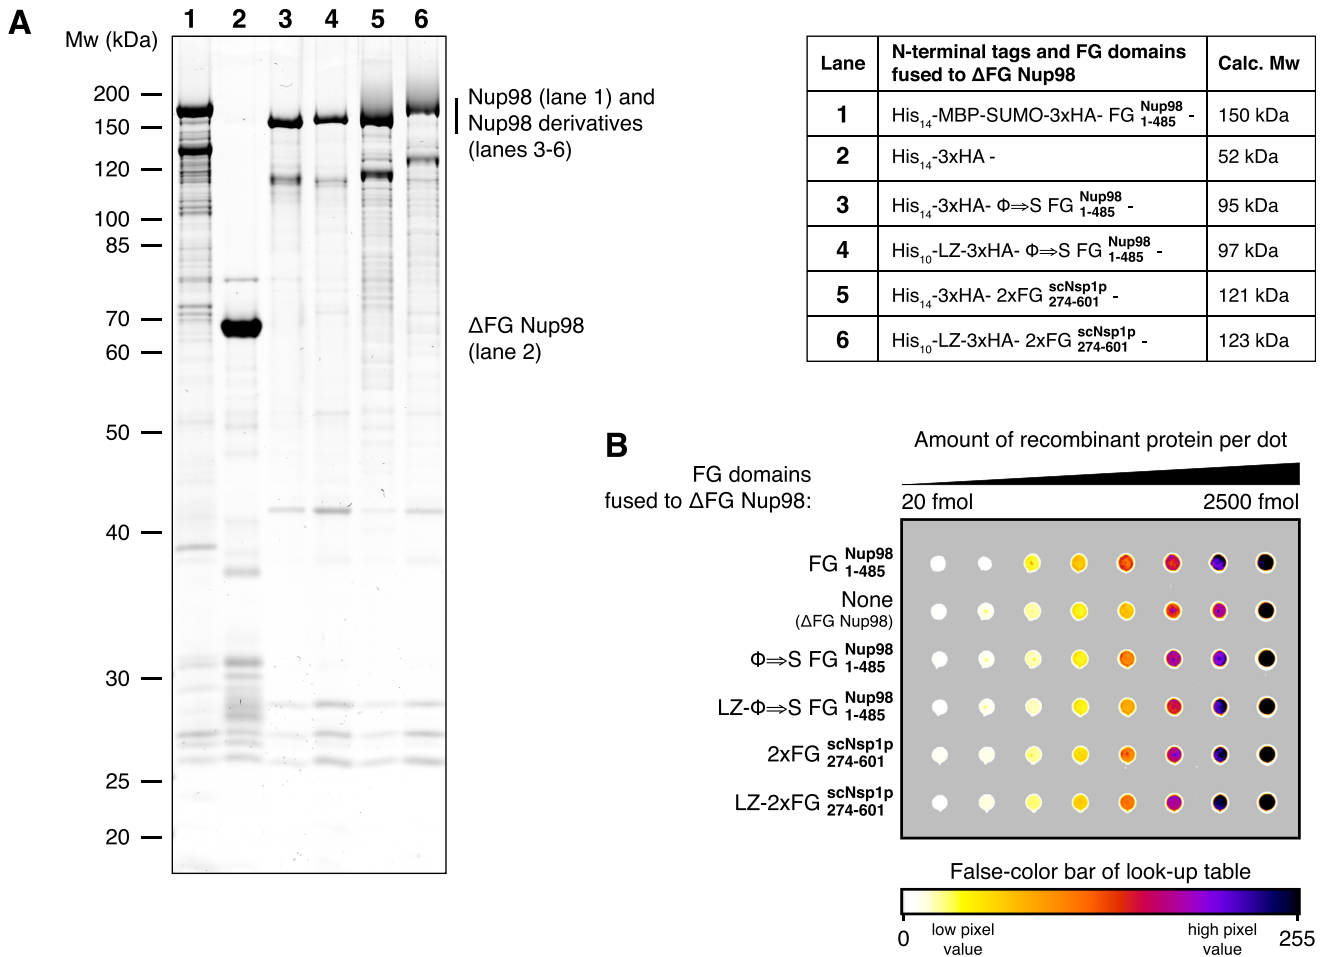 A
1 2 3 4 5 6
Mw (kDa)
200
150
120
100
85
70
60
50
40
30
25
20
Nup98 (lane 1) and
Nup98 derivatives
(lanes 3-6)
ΔFG Nup98
(lane 2)
Lane N-terminal tags and FG domains fused to ΔFG Nup98 Calc. Mw
1 His14-MBP-SUMO-3xHA- FG Nup98 1-485 - 150 kDa
2 His14-3xHA - 52 kDa
3 His14-3xHA- Φ⇒S FG Nup98 1-485 - 95 kDa
4 His10-LZ-3xHA- Φ⇒S FG Nup98 1-485 - 97 kDa
5 His14-3xHA- 2xFG scNsp1p 274-601 - 121 kDa
6 His10-LZ-3xHA- 2xFG scNsp1p 274-601 - 123 kDa
B
Amount of recombinant protein per dot
FG domains
fused to ΔFG Nup98:
20 fmol 2500 fmol
FG Nup98 1-485
None
(ΔFG Nup98)
Φ⇒S FG Nup98 1-485
LZ-Φ⇒S FG Nup98 1-485
2xFG scNsp1p 274-601
LZ-2xFG scNsp1p 274-601
False-color bar of look-up table
0 low pixel value high pixel value 255